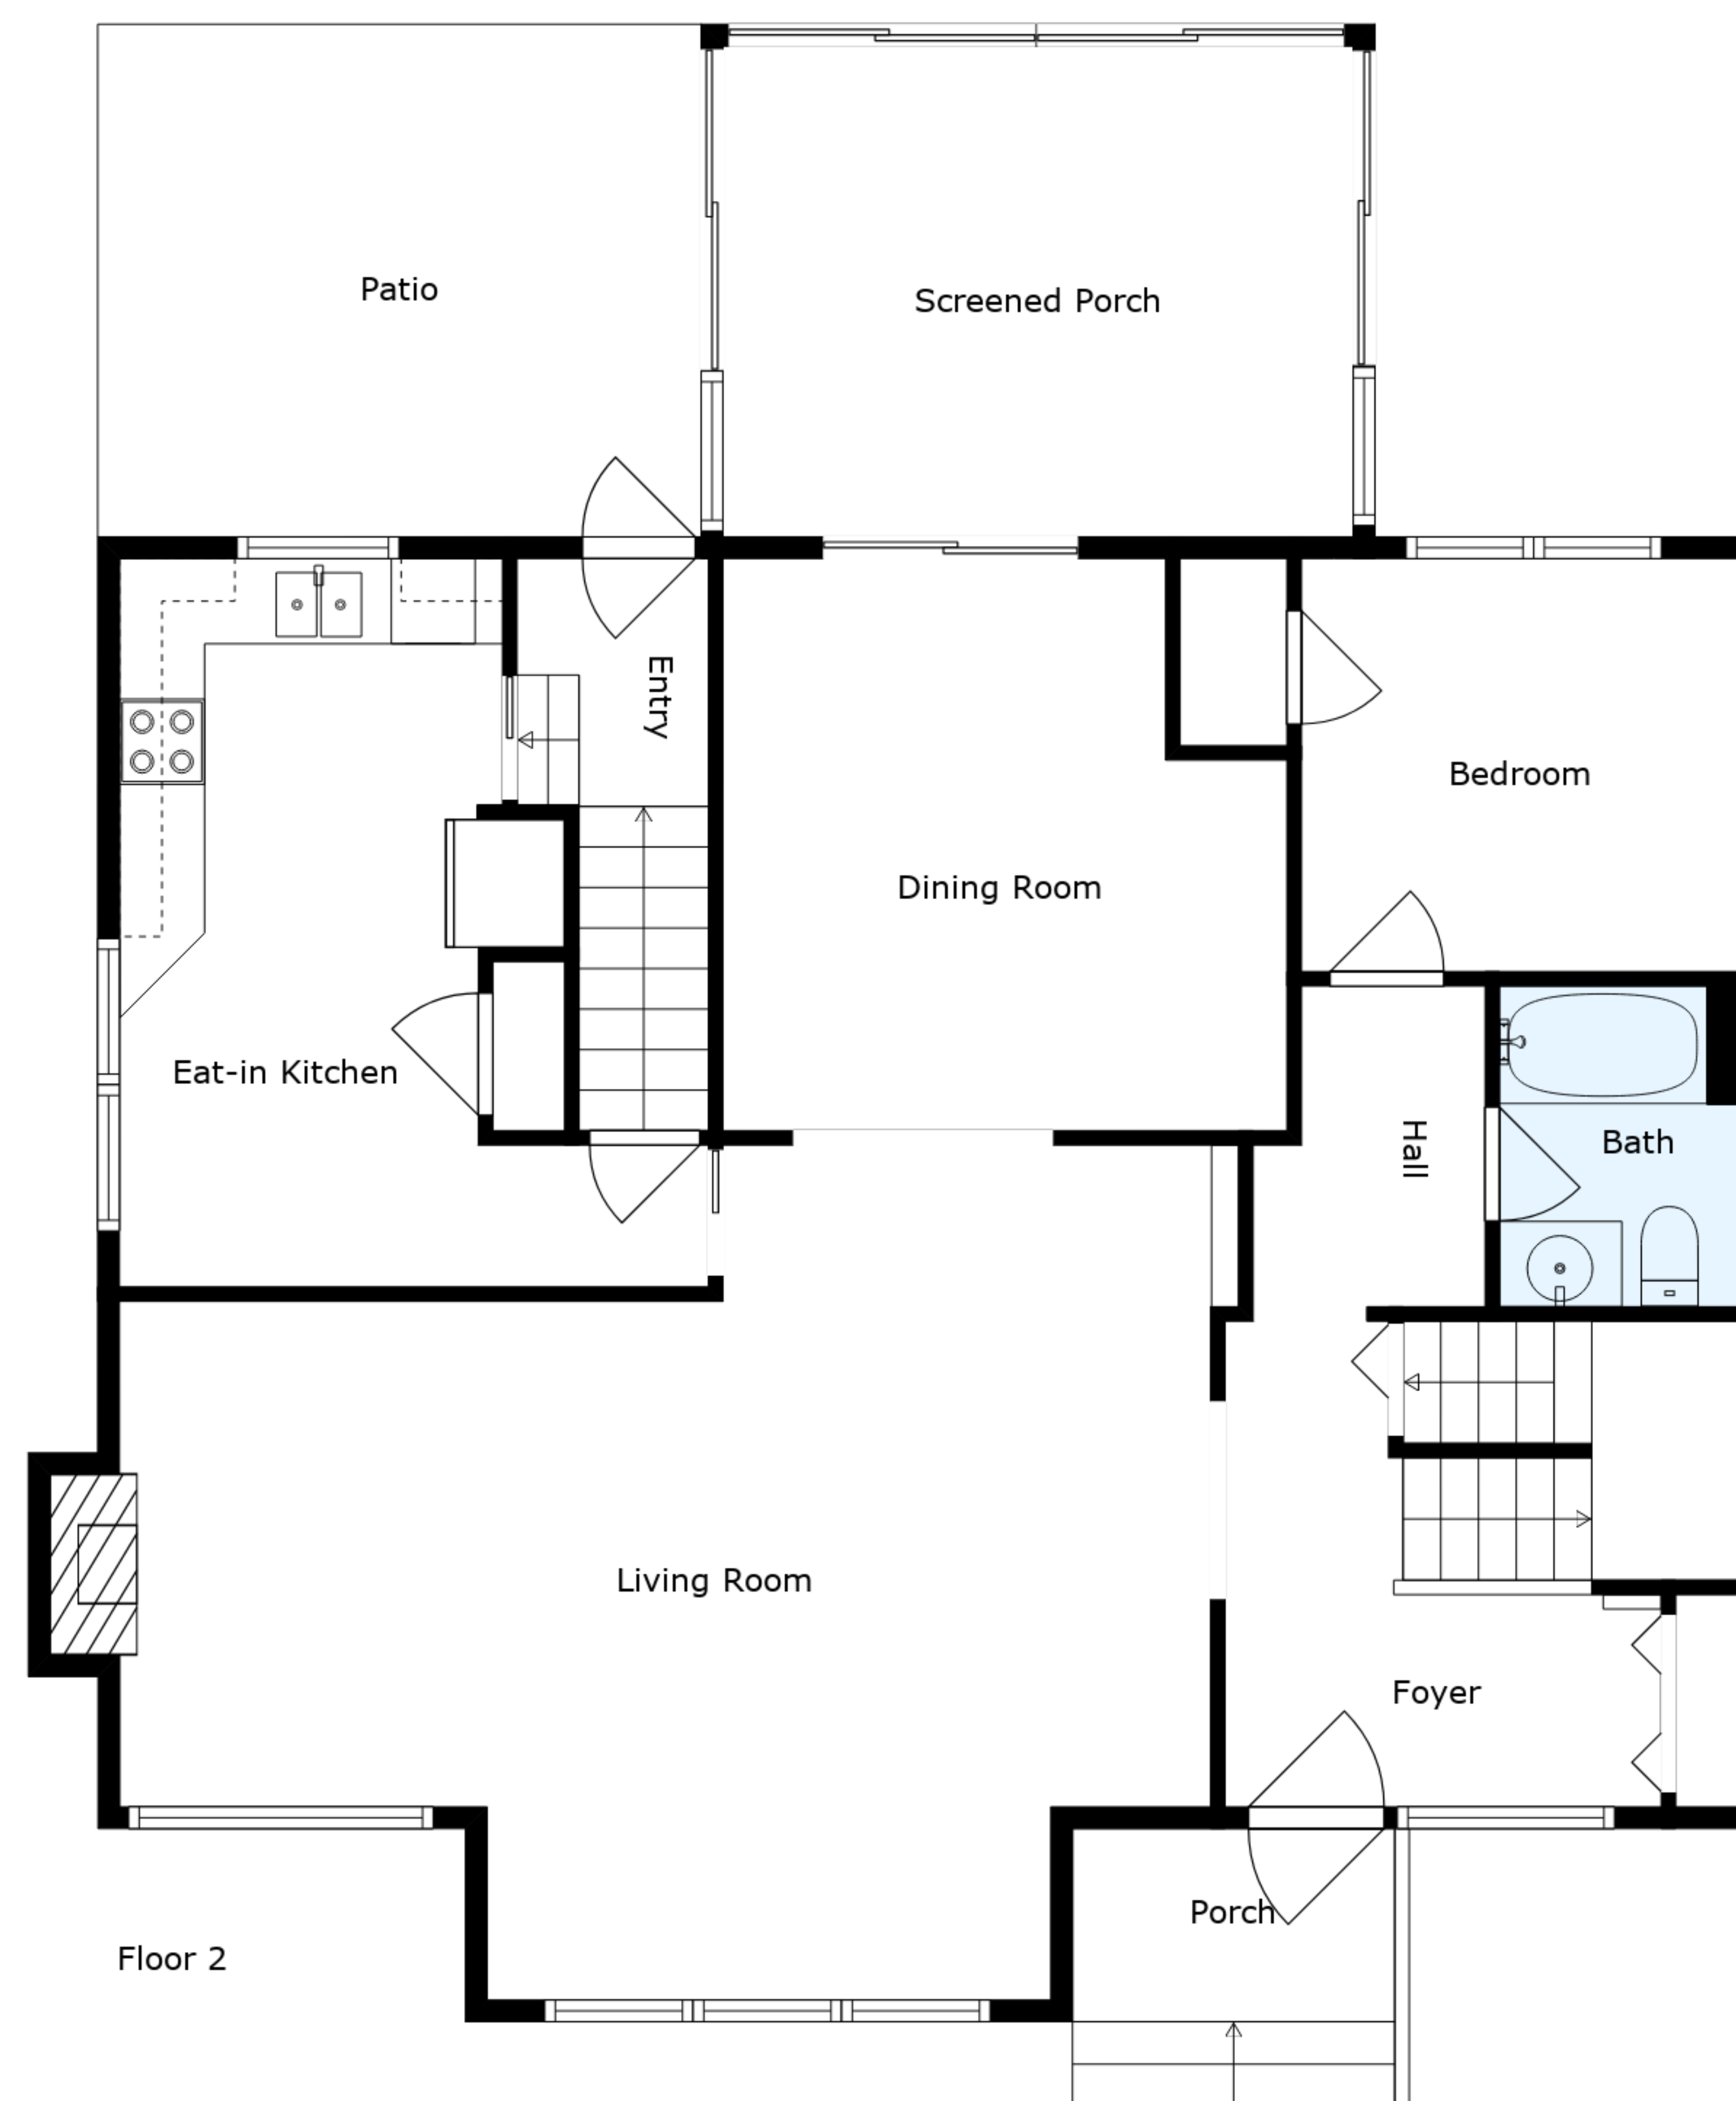 Patio
Screened Porch
Entry
Bedroom
Dining Room
Eat-in Kitchen
Hall
Bath
Living Room
Foyer
Porch
Floor 2